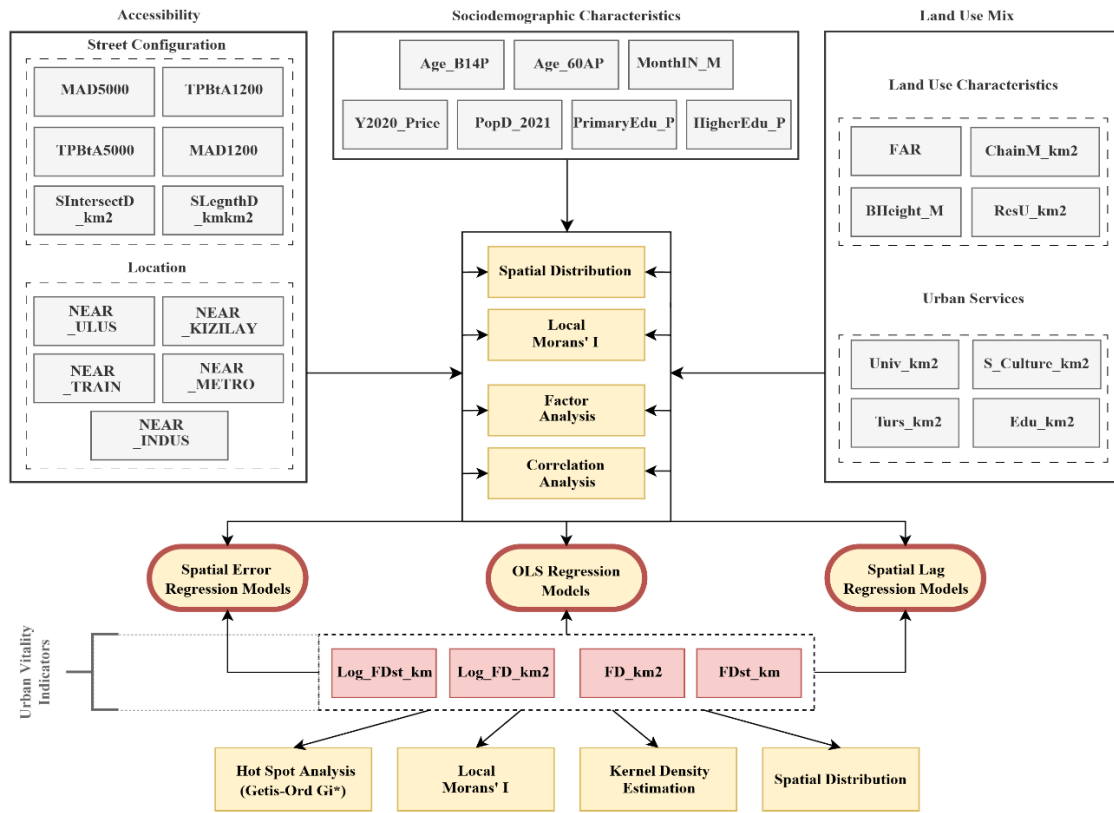 Accessibility
Street Configuration
MAD5000
TPBtA1200
TPBtA5000
MAD1200
SIntersectD
_km2
SLegnthD
_kmkm2
Location
NEAR
_ULUS
NEAR
_KIZILAY
NEAR
_TRAIN
NEAR
_METRO
NEAR
_INDUS
Sociodemographic Characteristics
Age_B14P
Age_60AP
MonthIN_M
Y2020_Price
PopD_2021
PrimaryEdu_P
HigherEdu_P
Land Use Mix
Land Use Characteristics
FAR
ChainM_km2
BHeight_M
ResU_km2
Urban Services
Univ_km2
S_Culture_km2
Turs_km2
Edu_km2
Spatial Distribution
Local
Morans' I
Factor
Analysis
Correlation
Analysis
Spatial Error
Regression Models
OLS Regression
Models
Spatial Lag
Regression Models
Urban Vitality
Indicators
Log_FDst_km
Log_FD_km2
FD_km2
FDst_km
Hot Spot Analysis
(Getis-Ord Gi*)
Local
Morans' I
Kernel Density
Estimation
Spatial Distribution